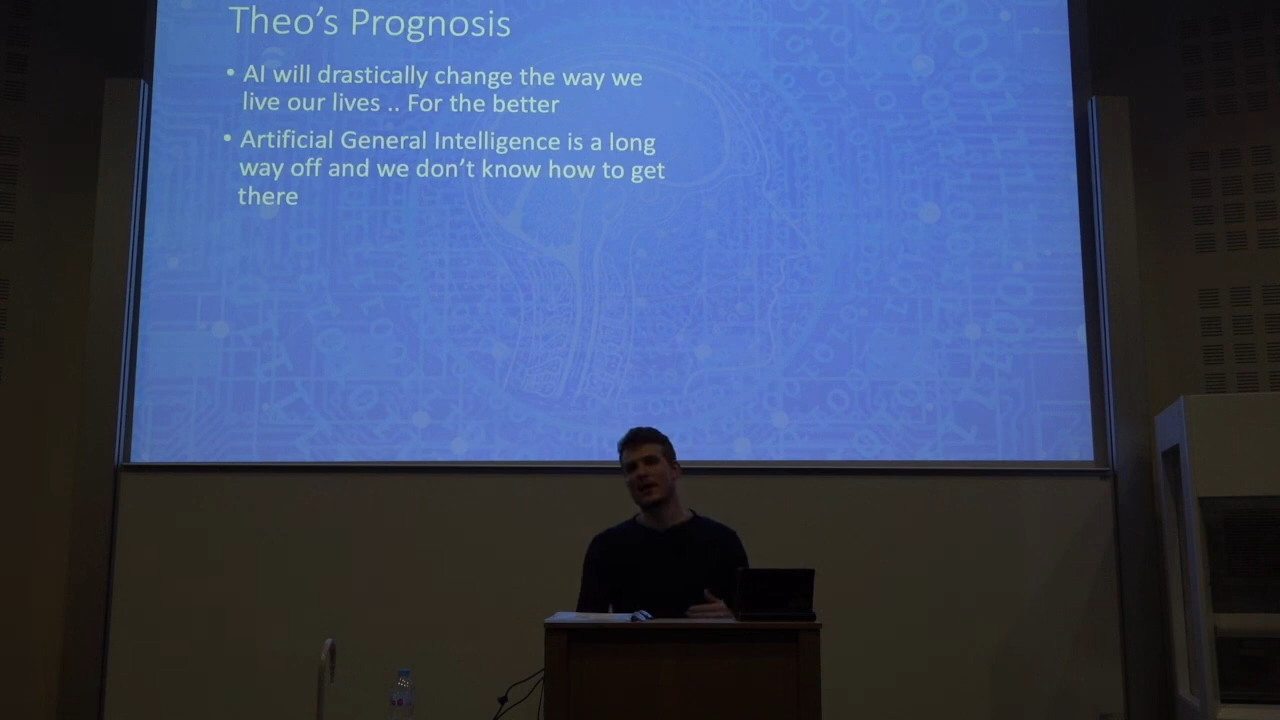 Theo's Prognosis
• AI will drastically change the way we
live our lives .. For the better
• Artificial General Intelligence is a long
way off and we don't know how to get
there